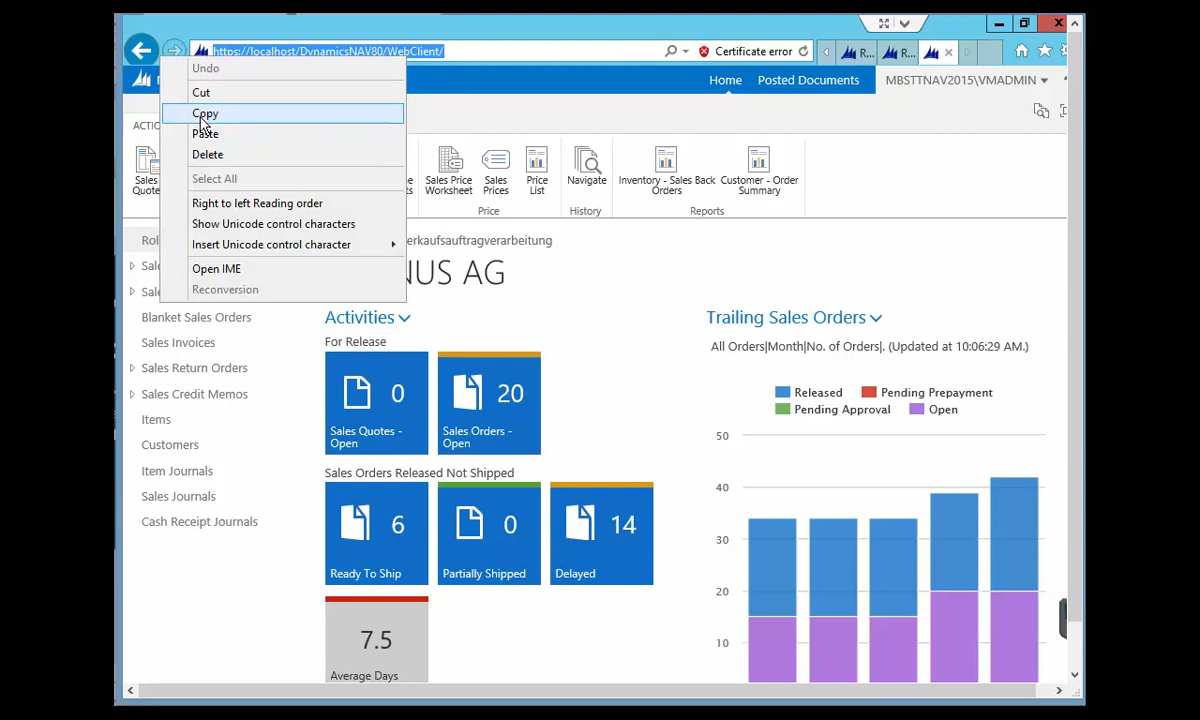 https://localhost/DynamicsNAV80/WebClient/
Certificate error
R...
R...
Undo
Cut
Copy
Paste
Delete
Select All
Right to left Reading order
Show Unicode control characters
Insert Unicode control character
Open IME
Reconversion
Home
Posted Documents
MBSTTNAV2015\VMADMIN
ACTIO
Sales
Quote
Sales Price
Worksheet
Sales
Prices
Price
List
Navigate
Inventory - Sales Back
Orders
Customer - Order
Summary
Price
History
Reports
erkaufsauftragverarbeitung
NUS AG
Rol
Sale
Sale
Blanket Sales Orders
Sales Invoices
Sales Return Orders
Sales Credit Memos
Items
Customers
Item Journals
Sales Journals
Cash Receipt Journals
Activities
For Release
0
Sales Quotes -
Open
20
Sales Orders -
Open
Sales Orders Released Not Shipped
6
Ready To Ship
0
Partially Shipped
14
Delayed
7.5
Average Days
Trailing Sales Orders
All Orders|Month|No. of Orders|. (Updated at 10:06:29 AM.)
Released
Pending Prepayment
Pending Approval
Open
50
40
30
20
10